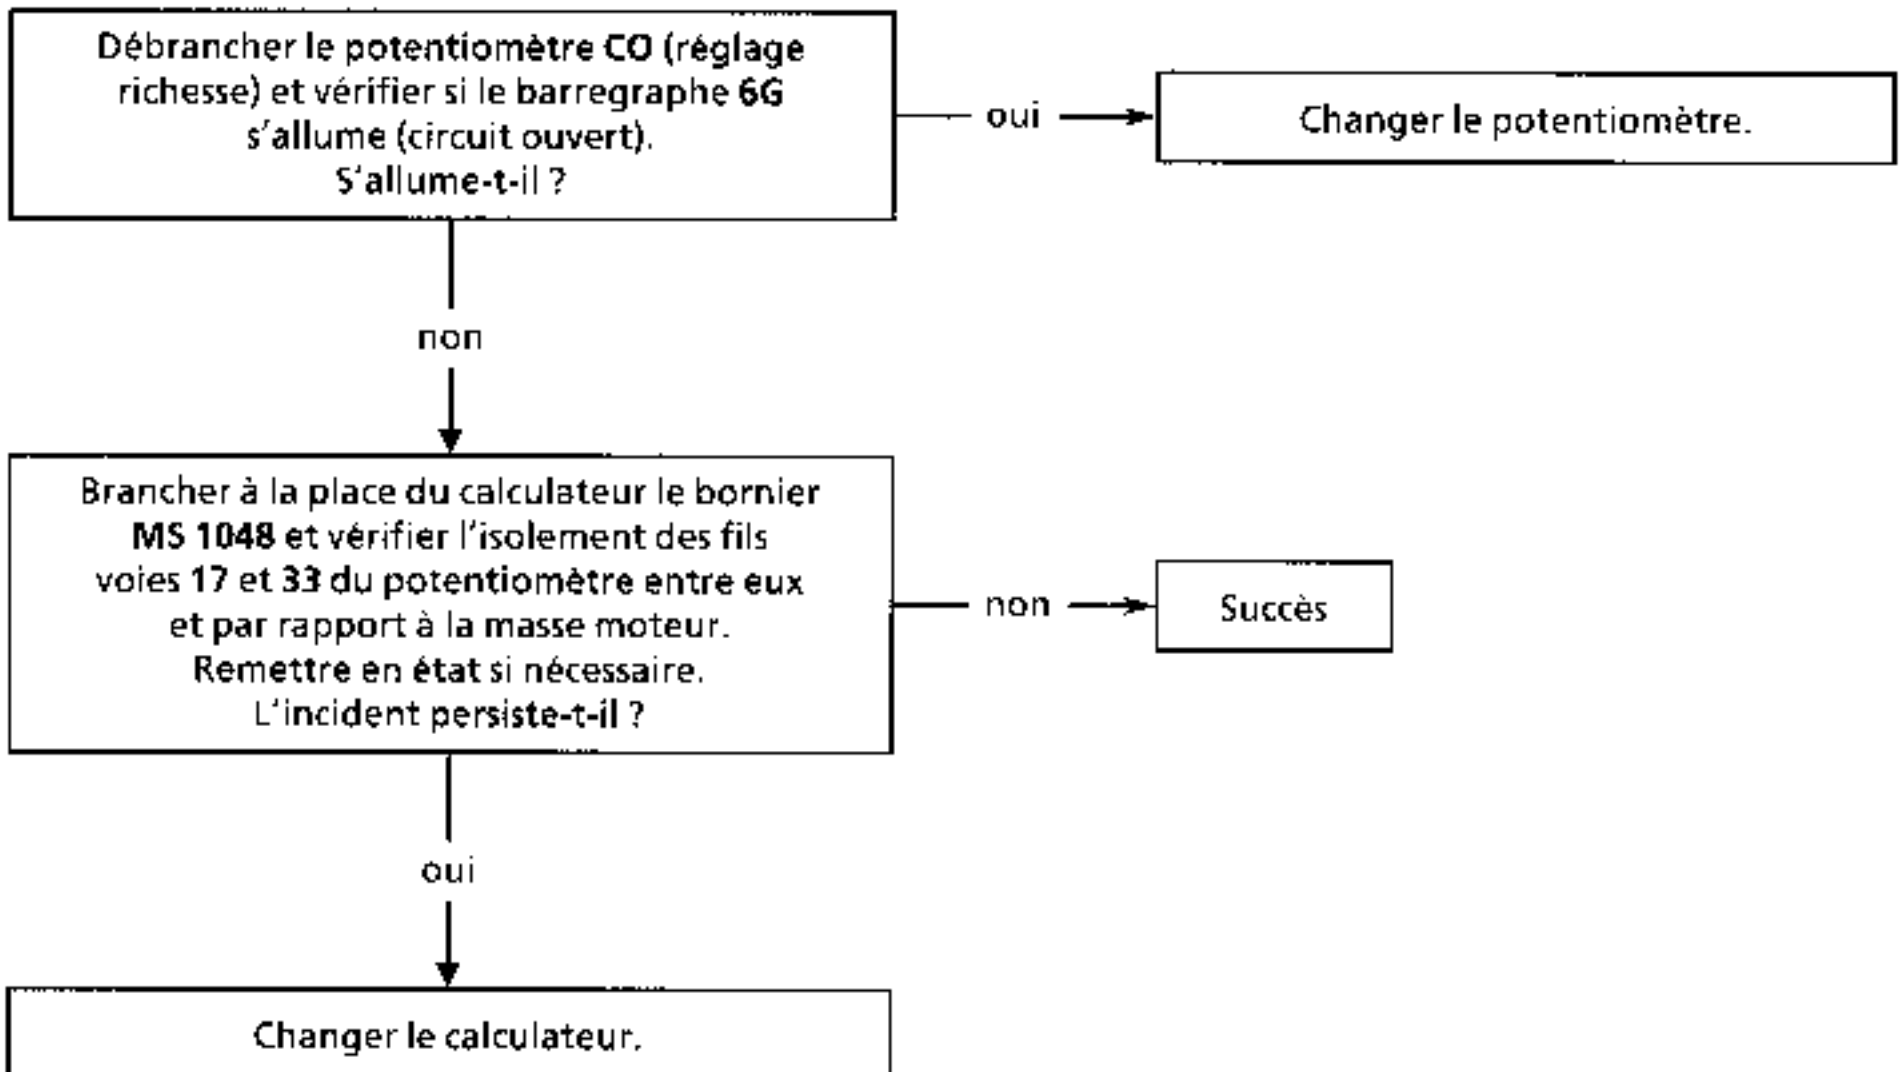 Débrancher le potentiomètre CO (réglage
richesse) et vérifier si le barregraphe 6G
s'allume (circuit ouvert).
S'allume-t-il ?
oui
Changer le potentiomètre.
non
Brancher à la place du calculateur le bornier
MS 1048 et vérifier l'isolement des fils
voies 17 et 33 du potentiomètre entre eux
et par rapport à la masse moteur.
Remettre en état si nécessaire.
L'incident persiste-t-il ?
non
Succès
oui
Changer le calculateur.